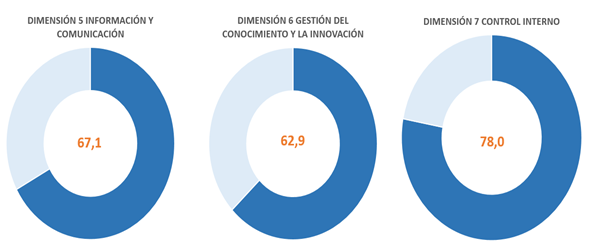 DIMENSIÓN 5 INFORMACIÓN Y
COMUNICACIÓN
67,1
DIMENSIÓN 6 GESTIÓN DEL
CONOCIMIENTO Y LA INNOVACIÓN
62,9
DIMENSIÓN 7 CONTROL INTERNO
78,0